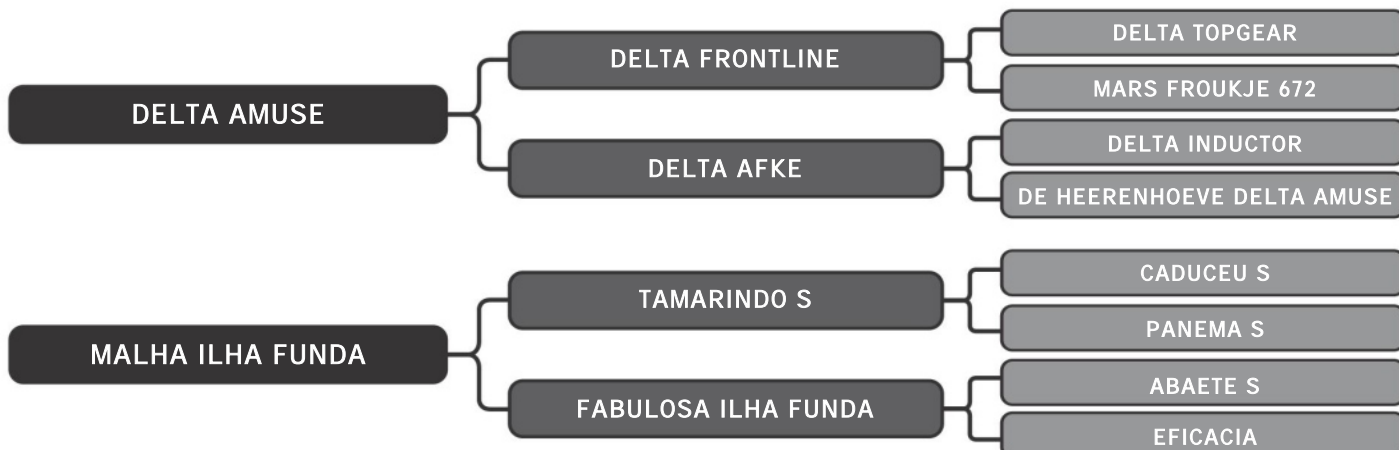 DELTA AMUSE
DELTA FRONTLINE
DELTA TOPGEAR
MARS FROUKJE 672
DELTA AFKE
DELTA INDUCTOR
DE HEERENHOEVE DELTA AMUSE
MALHA ILHA FUNDA
TAMARINDO S
CADUCEU S
PANEMA S
FABULOSA ILHA FUNDA
ABAETE S
EFICACIA